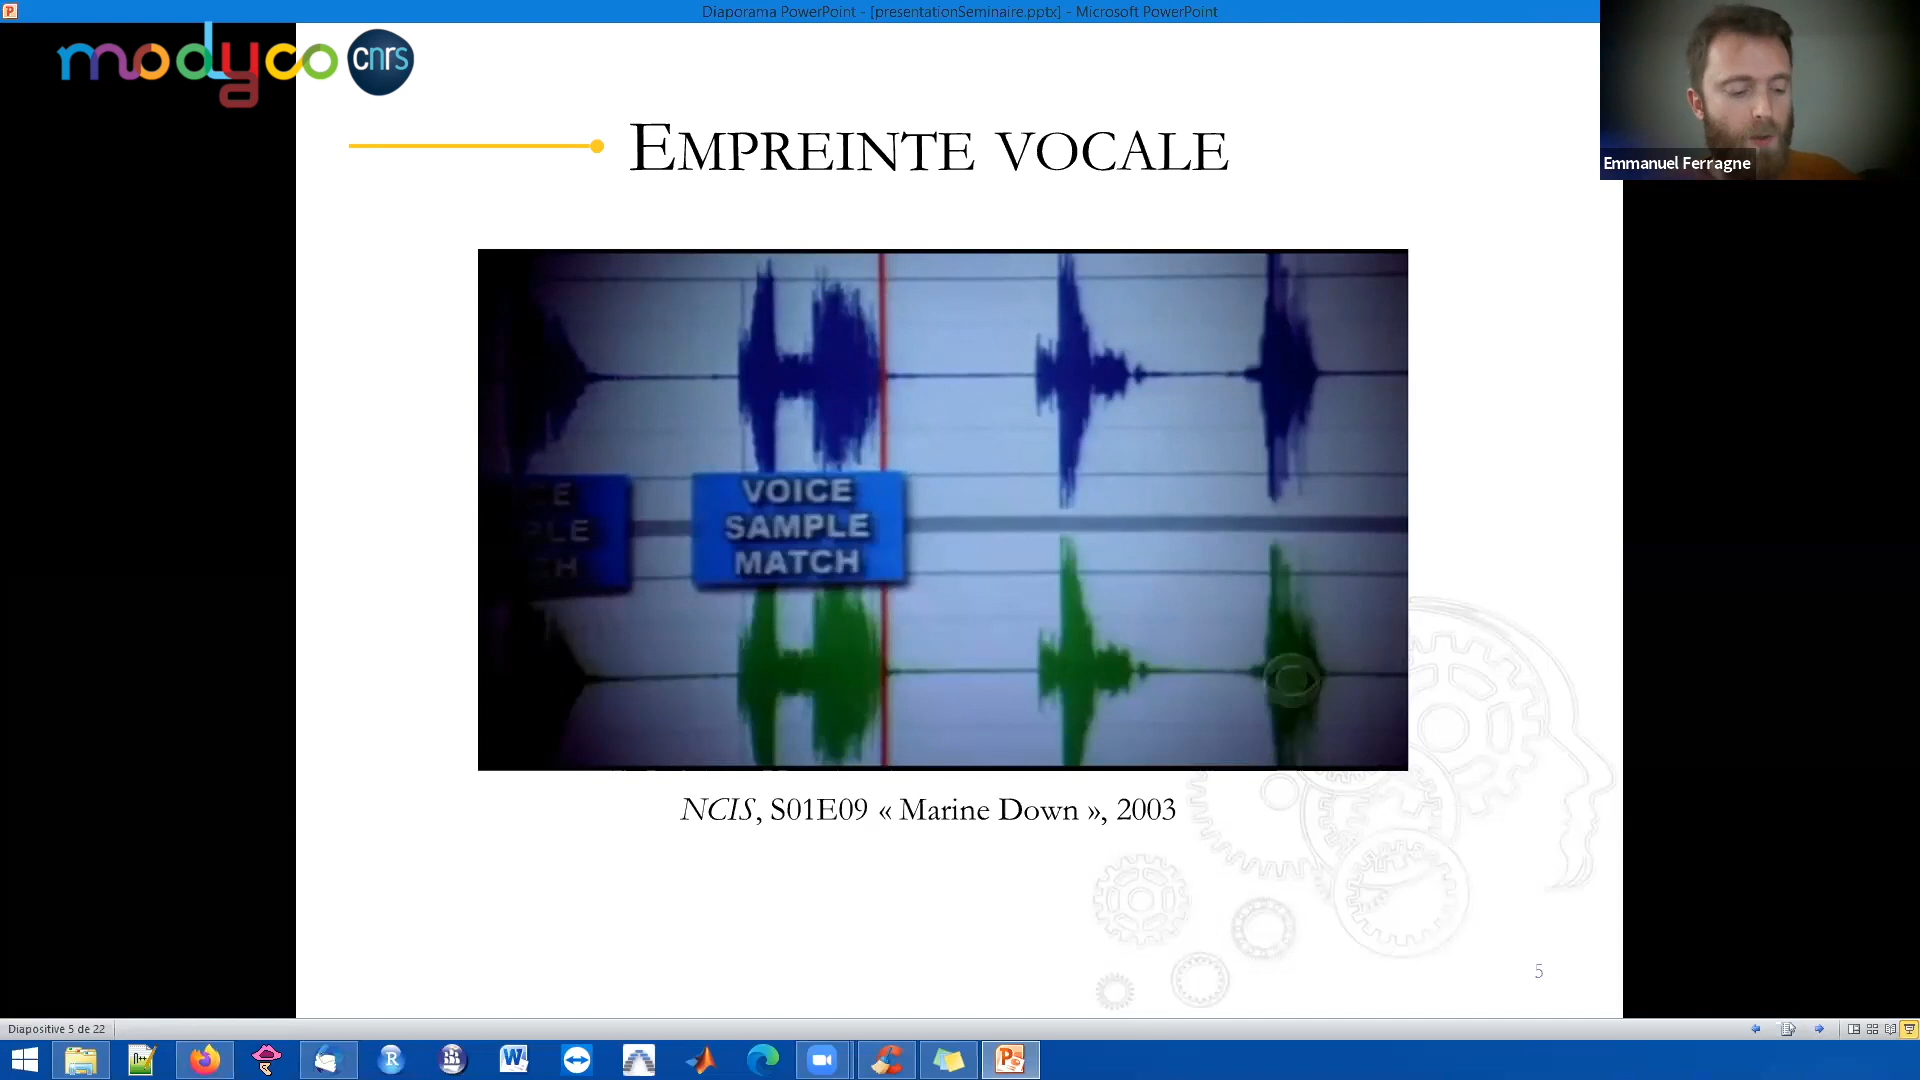 Diaporama PowerPoint - [presentationSeminaire.pptx] - Microsoft PowerPoint
modyco
cnrs
Emmanuel Ferragne
EMPREINTE VOCALE
VOICE
SAMPLE
MATCH
NCIS, S01E09 « Marine Down », 2003
5
Diapositive 5 de 22